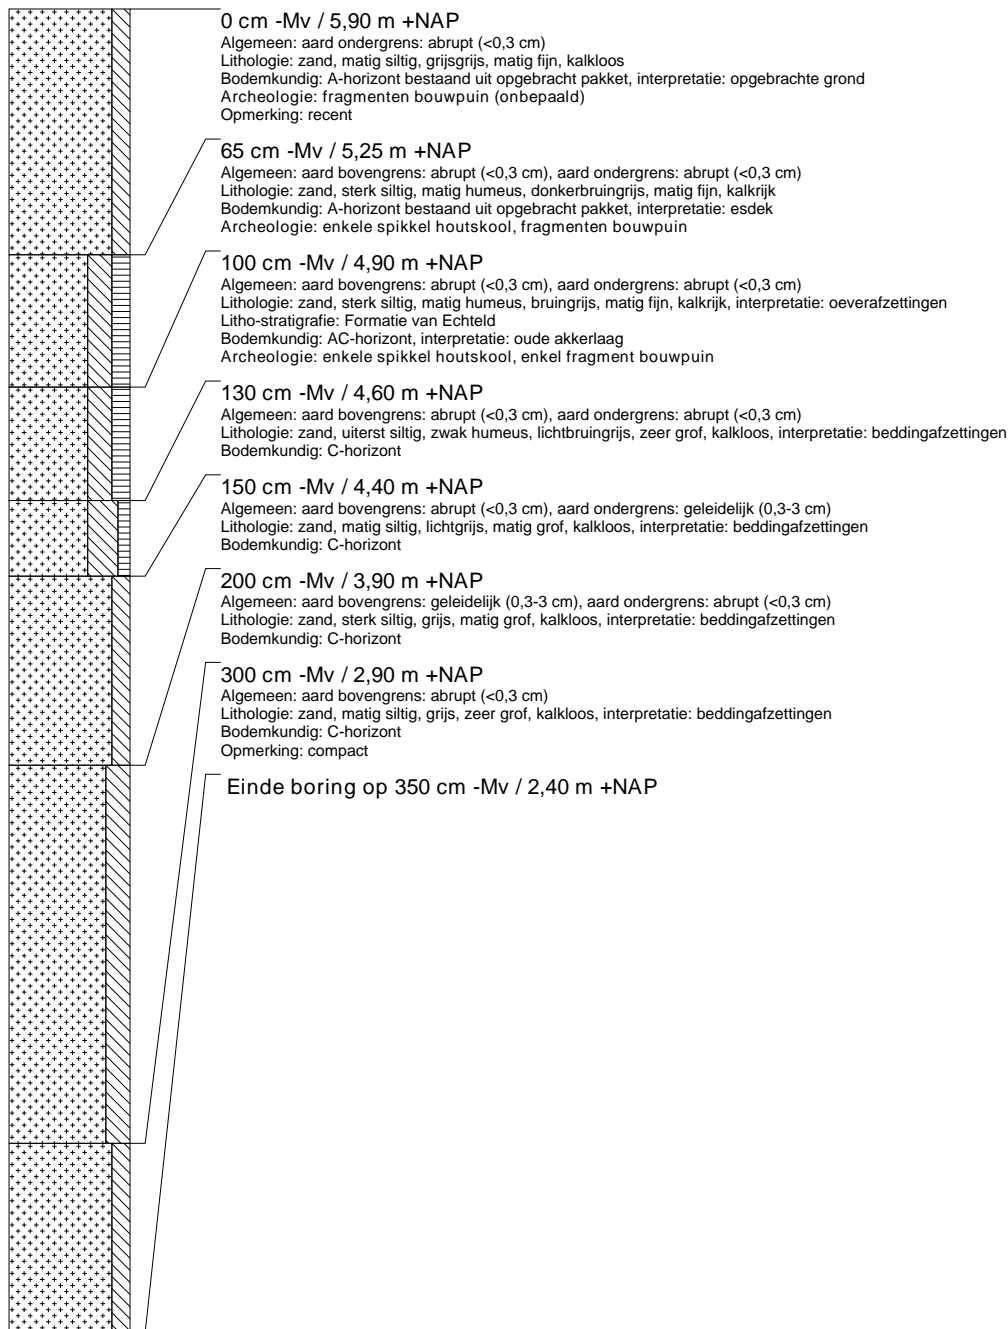 0 cm -Mv / 5,90 m +NAP
Algemeen: aard ondergrens: abrupt (<0,3 cm)
Lithologie: zand, matig siltig, grijsgrijs, matig fijn, kalkloos
Bodemkundig: A-horizont bestaand uit opgebracht pakket, interpretatie: opgebrachte grond
Archeologie: fragmenten bouwpuin (onbepaald)
Opmerking: recent
65 cm -Mv / 5,25 m +NAP
Algemeen: aard bovengrens: abrupt (<0,3 cm), aard ondergrens: abrupt (<0,3 cm)
Lithologie: zand, sterk siltig, matig humeus, donkerbruingrijs, matig fijn, kalkrijk
Bodemkundig: A-horizont bestaand uit opgebracht pakket, interpretatie: esdek
Archeologie: enkele spikkel houtskool, fragmenten bouwpuin
100 cm -Mv / 4,90 m +NAP
Algemeen: aard bovengrens: abrupt (<0,3 cm), aard ondergrens: abrupt (<0,3 cm)
Lithologie: zand, sterk siltig, matig humeus, bruingrijs, matig fijn, kalkrijk, interpretatie: oeverafzettingen
Litho-stratigrafie: Formatie van Echteld
Bodemkundig: AC-horizont, interpretatie: oude akkerlaag
Archeologie: enkele spikkel houtskool, enkel fragment bouwpuin
130 cm -Mv / 4,60 m +NAP
Algemeen: aard bovengrens: abrupt (<0,3 cm), aard ondergrens: abrupt (<0,3 cm)
Lithologie: zand, uiterst siltig, zwak humeus, lichtbruingrijs, zeer grof, kalkloos, interpretatie: beddingafzettingen
Bodemkundig: C-horizont
150 cm -Mv / 4,40 m +NAP
Algemeen: aard bovengrens: abrupt (<0,3 cm), aard ondergrens: geleidelijk (0,3-3 cm)
Lithologie: zand, matig siltig, lichtgrijs, matig grof, kalkloos, interpretatie: beddingafzettingen
Bodemkundig: C-horizont
200 cm -Mv / 3,90 m +NAP
Algemeen: aard bovengrens: geleidelijk (0,3-3 cm), aard ondergrens: abrupt (<0,3 cm)
Lithologie: zand, sterk siltig, grijs, matig grof, kalkloos, interpretatie: beddingafzettingen
Bodemkundig: C-horizont
300 cm -Mv / 2,90 m +NAP
Algemeen: aard bovengrens: abrupt (<0,3 cm)
Lithologie: zand, matig siltig, grijs, zeer grof, kalkloos, interpretatie: beddingafzettingen
Bodemkundig: C-horizont
Opmerking: compact
Einde boring op 350 cm -Mv / 2,40 m +NAP